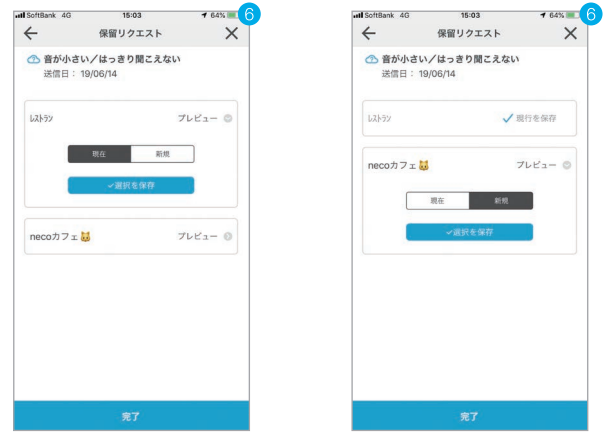 SoftBank 4G 15:03 64%
6
保留リクエスト
音が小さい／はっきり聞こえない
送信日： 19/06/14
ﾚｽﾄﾗﾝ プレビュー
現在 新規
✓選択を保存
necoカフェ🐱 プレビュー
完了
SoftBank 4G 15:03 64%
6
保留リクエスト
音が小さい／はっきり聞こえない
送信日： 19/06/14
ﾚｽﾄﾗﾝ ✓現行を保存
necoカフェ🐱 プレビュー
現在 新規
✓選択を保存
完了